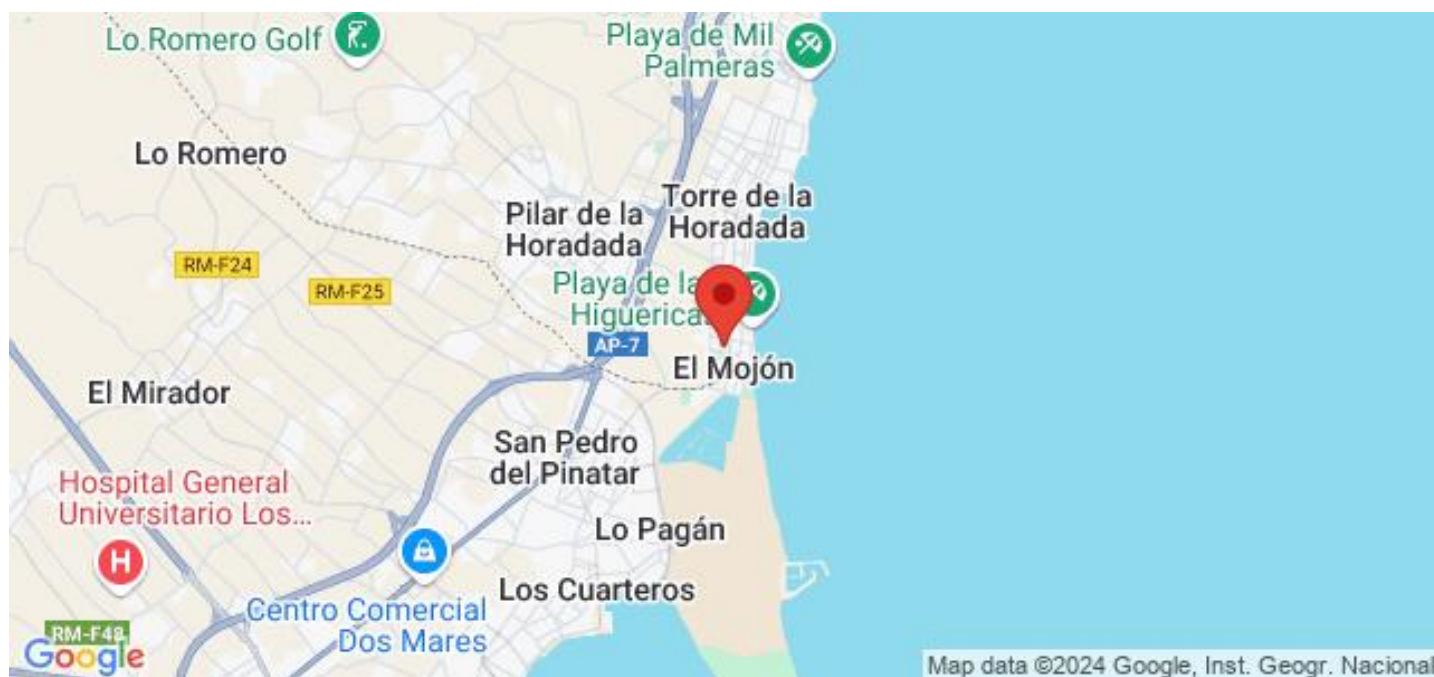 Lo Romero Golf
Playa de Mil
Palmeras
Lo Romero
Torre de la
Horadada
Pilar de la
Horadada
RM-F24
RM-F25
Playa de la
Higuerica
AP-7
El Mojón
El Mirador
San Pedro
del Pinatar
Hospital General
Universitario Los...
Lo Pagán
H
Los Cuarteros
Centro Comercial
Dos Mares
RM-F48
Google
Map data ©2024 Google, Inst. Geogr. Nacional